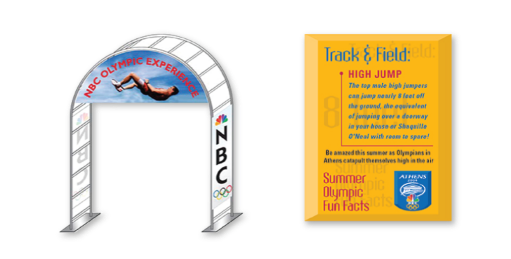 NBC OLYMPIC EXPERIENCE
NBC
NBC
Track & Field:
HIGH JUMP
The top male high jumpers
can jump nearly 8 feet off
the ground, the equivalent
of jumping over a doorway
in your house or Shaquille
O'Neal with room to spare!
Be amazed this summer as Olympians in
Athens catapult themselves high in the air
Summer
Olympic
Fun Facts
ATHENS